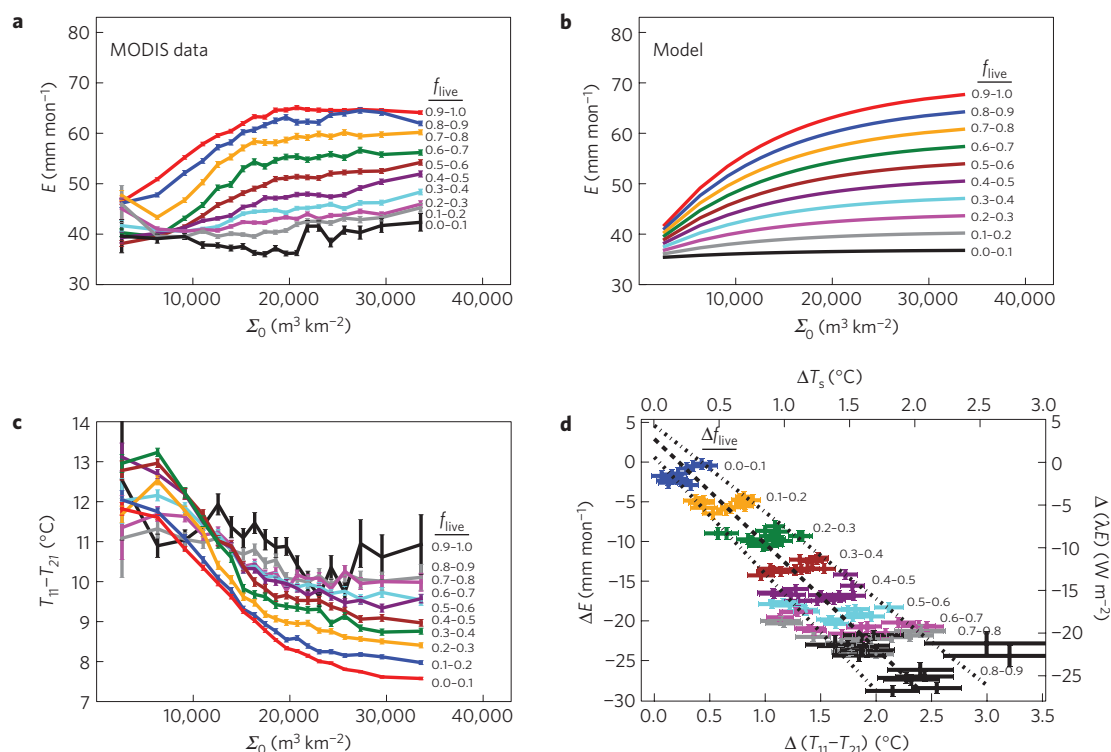 a
MODIS data
E (mm mon⁻¹)
80
70
60
50
40
30
f_live
0.9–1.0
0.8–0.9
0.7–0.8
0.6–0.7
0.5–0.6
0.4–0.5
0.3–0.4
0.2–0.3
0.1–0.2
0.0–0.1
10,000 20,000 30,000 40,000
Σ₀ (m³ km⁻²)
b
Model
E (mm mon⁻¹)
80
70
60
50
40
30
f_live
0.9–1.0
0.8–0.9
0.7–0.8
0.6–0.7
0.5–0.6
0.4–0.5
0.3–0.4
0.2–0.3
0.1–0.2
0.0–0.1
10,000 20,000 30,000 40,000
Σ₀ (m³ km⁻²)
c
T₁₁–T₂₁ (°C)
14
13
12
11
10
9
8
7
f_live
0.9–1.0
0.8–0.9
0.7–0.8
0.6–0.7
0.5–0.6
0.4–0.5
0.3–0.4
0.2–0.3
0.1–0.2
0.0–0.1
10,000 20,000 30,000 40,000
Σ₀ (m³ km⁻²)
d
ΔTₛ (°C)
0.0 0.5 1.0 1.5 2.0 2.5 3.0
ΔE (mm mon⁻¹)
5
0
−5
−10
−15
−20
−25
−30
Δf_live
0.0–0.1
0.1–0.2
0.2–0.3
0.3–0.4
0.4–0.5
0.5–0.6
0.6–0.7
0.7–0.8
0.8–0.9
5
0
−5
−10
−15
−20
−25
Δ (λE) (W m⁻²)
0.0 0.5 1.0 1.5 2.0 2.5 3.0 3.5
Δ (T₁₁–T₂₁) (°C)